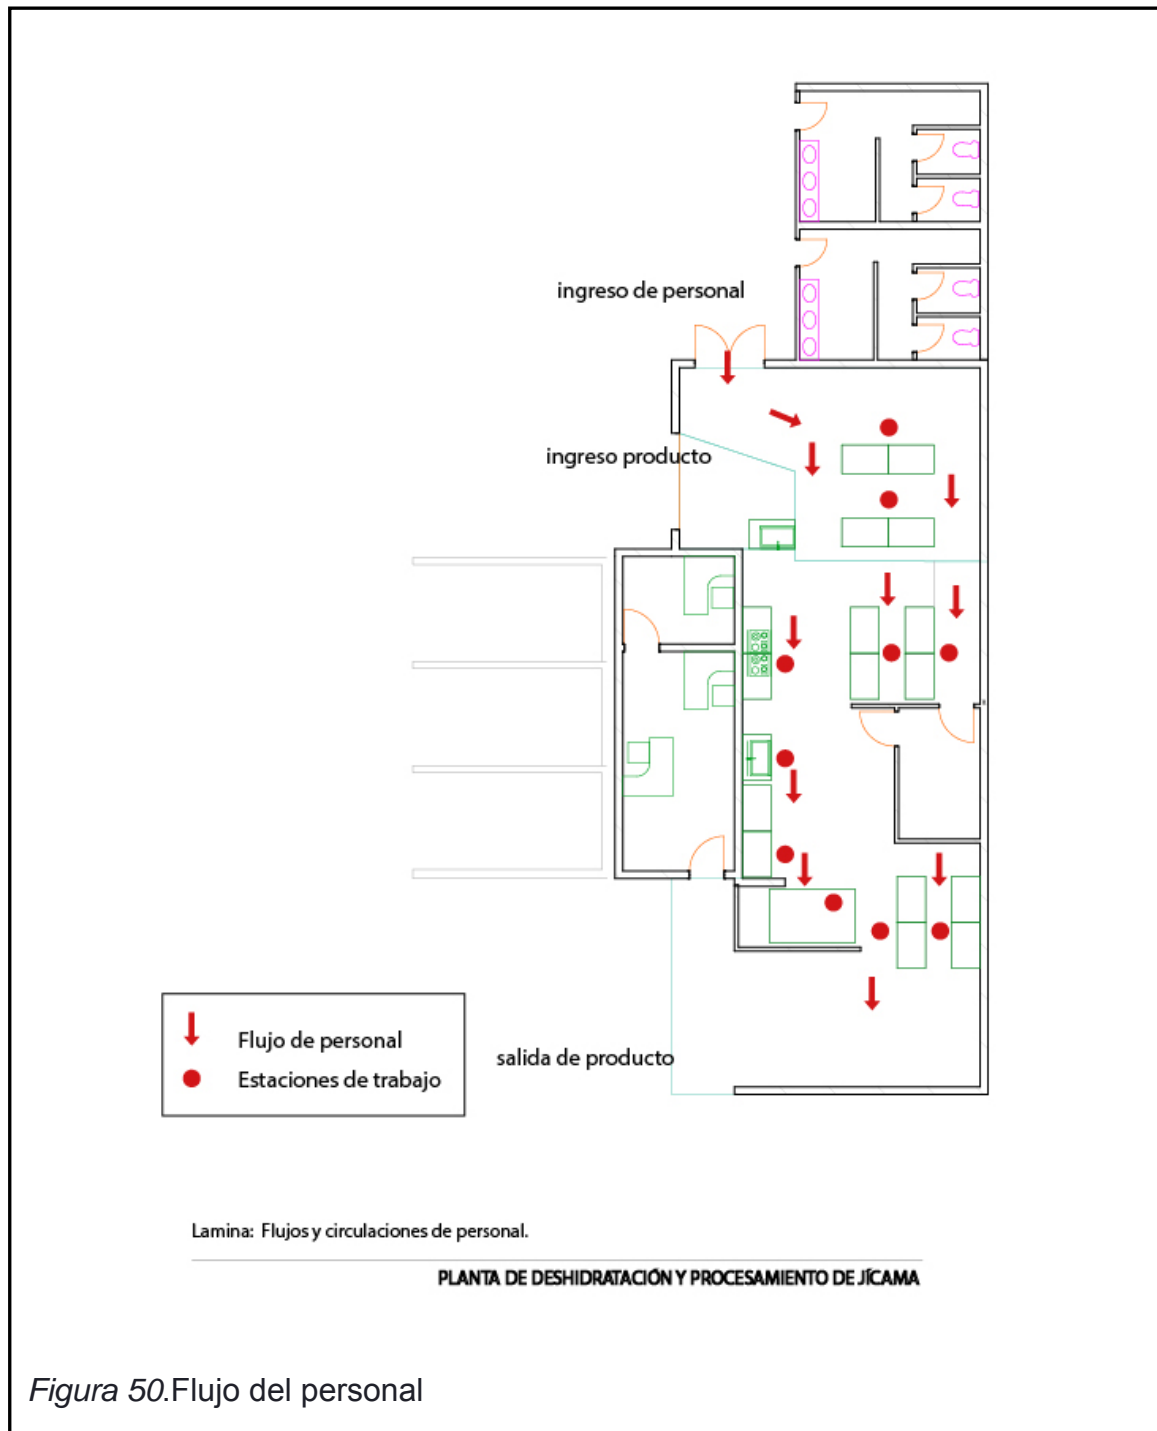 ingreso de personal
ingreso producto
Flujo de personal
Estaciones de trabajo
salida de producto
Lamina: Flujos y circulaciones de personal.
PLANTA DE DESHIDRATACIÓN Y PROCESAMIENTO DE JÍCAMA
Figura 50.Flujo del personal